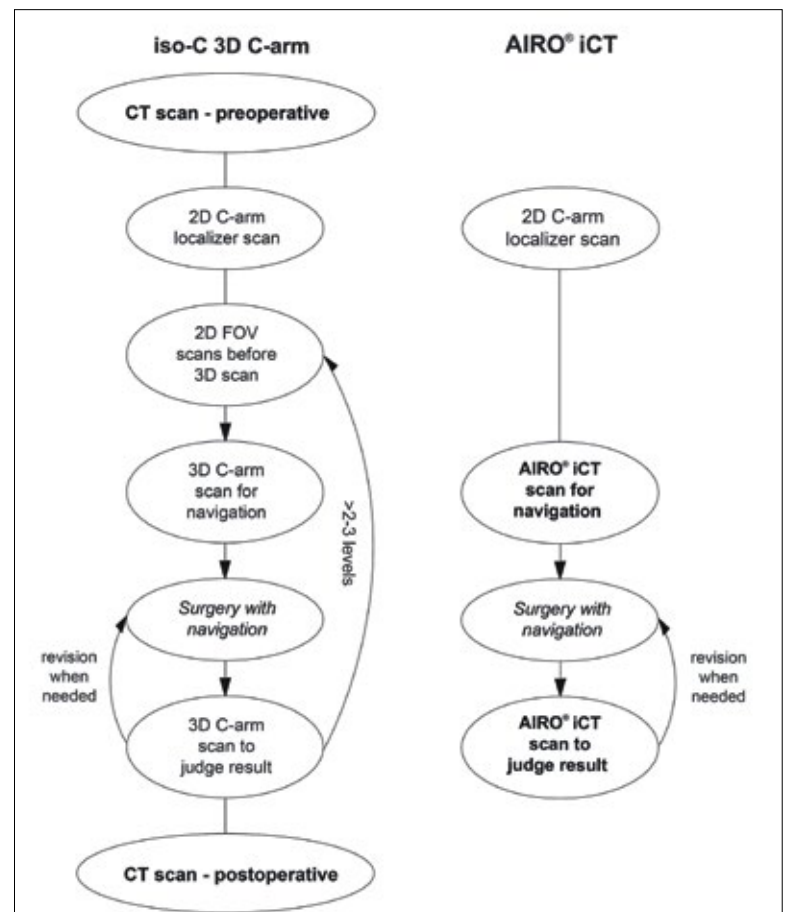 iso-C 3D C-arm
CT scan - preoperative
2D C-arm
localizer scan
2D FOV
scans before
3D scan
3D C-arm
scan for
navigation
>2-3 levels
Surgery with
navigation
revision
when
needed
3D C-arm
scan to
judge result
CT scan - postoperative
AIRO® iCT
2D C-arm
localizer scan
AIRO® iCT
scan for
navigation
Surgery with
navigation
revision
when
needed
AIRO® iCT
scan to
judge result